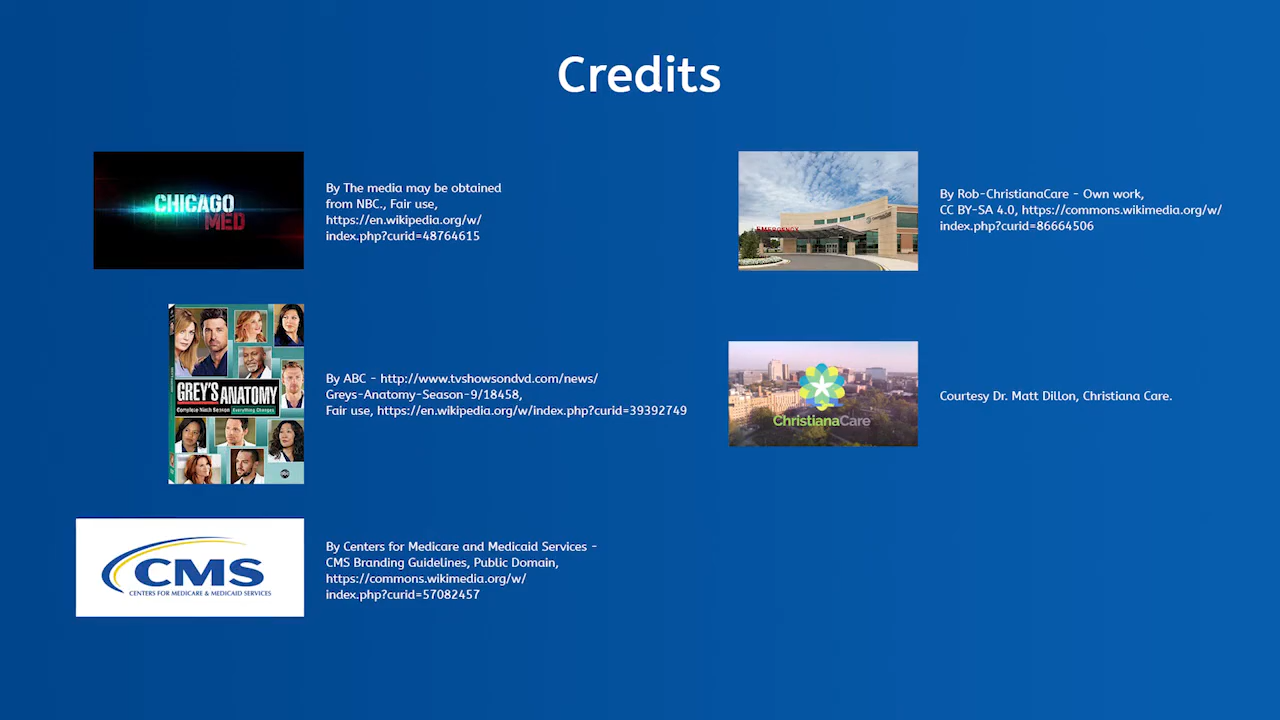 Credits
CHICAGO
MED
By The media may be obtained
from NBC., Fair use,
https://en.wikipedia.org/w/
index.php?curid=48764615
GREY'S ANATOMY
Complete Ninth Season Everything Changes
abc
By ABC - http://www.tvshowsondvd.com/news/
Greys-Anatomy-Season-9/18458,
Fair use, https://en.wikipedia.org/w/index.php?curid=39392749
CMS
CENTERS FOR MEDICARE & MEDICAID SERVICES
By Centers for Medicare and Medicaid Services -
CMS Branding Guidelines, Public Domain,
https://commons.wikimedia.org/w/
index.php?curid=57082457
EMERGENCY
By Rob-ChristianaCare - Own work,
CC BY-SA 4.0, https://commons.wikimedia.org/w/
index.php?curid=86664506
ChristianaCare
Courtesy Dr. Matt Dillon, Christiana Care.